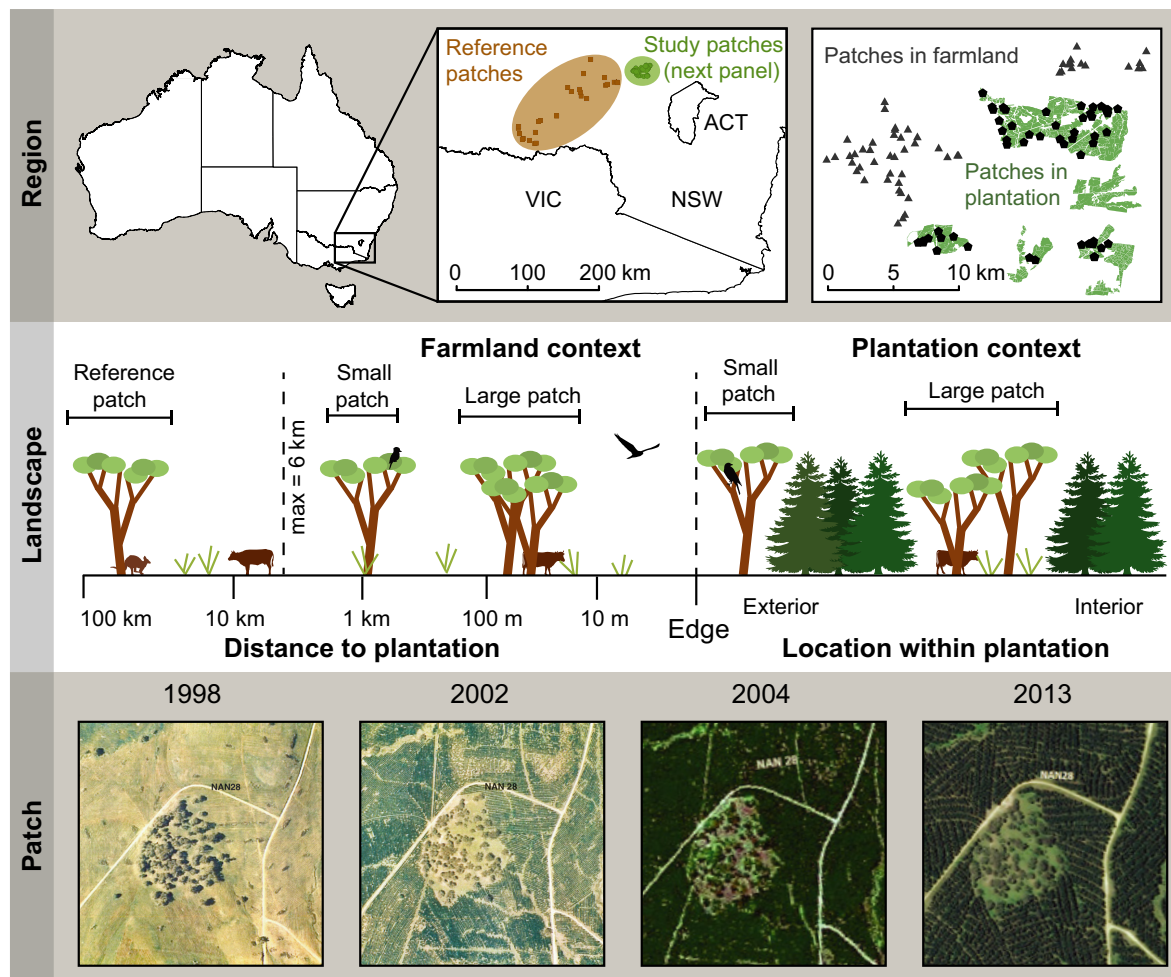 Region
Reference
patches
Study patches
(next panel)
ACT
VIC
NSW
0
100
200 km
Patches in farmland
Patches in
plantation
0
5
10 km
Landscape
Farmland context
Plantation context
Reference
patch
max = 6 km
Small
patch
Large patch
Small
patch
Large patch
100 km
10 km
1 km
100 m
10 m
Edge
Exterior
Interior
Distance to plantation
Location within plantation
Patch
1998
2002
2004
2013
NAN28
NAN 28
NAN 28
NAN28